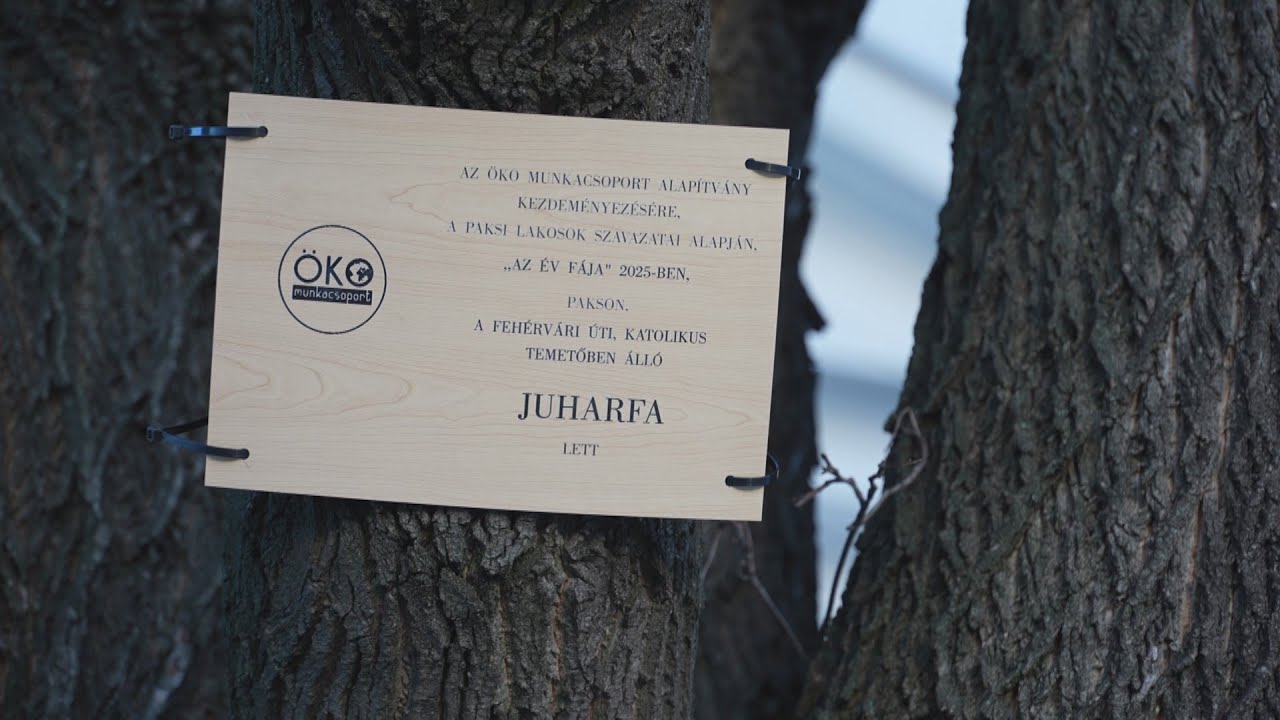 ÖKO
munkacsoport
AZ ÖKO MUNKACSOPORT ALAPÍTVÁNY
KEZDEMÉNYEZÉSÉRE,
A PAKSI LAKOSOK SZAVAZATAI ALAPJÁN,
„AZ ÉV FÁJA" 2025-BEN,
PAKSON,
A FEHÉRVÁRI ÚTI, KATOLIKUS
TEMETŐBEN ÁLLÓ
JUHARFA
LETT